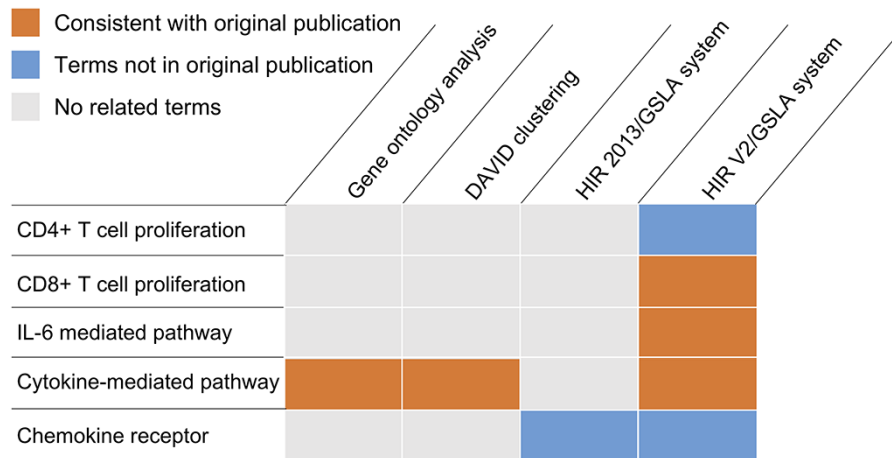 Consistent with original publication
Terms not in original publication
No related terms
Gene ontology analysis
DAVID clustering
HIR 2013/GSLA system
HIR V2/GSLA system
CD4+ T cell proliferation
CD8+ T cell proliferation
IL-6 mediated pathway
Cytokine-mediated pathway
Chemokine receptor